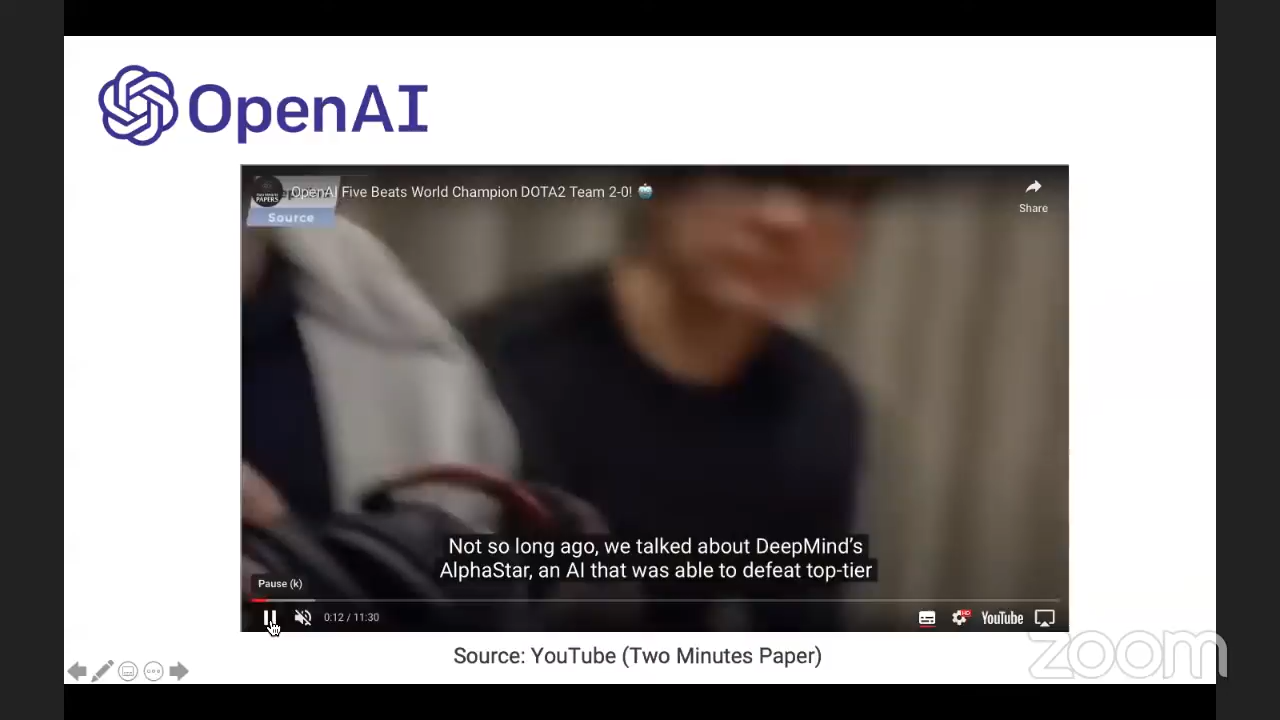 OpenAI
OpenAI Five Beats World Champion DOTA2 Team 2-0!
PAPERS
Source
Share
Not so long ago, we talked about DeepMind's
AlphaStar, an AI that was able to defeat top-tier
Pause (k)
0:12 / 11:30
HD
YouTube
Source: YouTube (Two Minutes Paper)
zoom